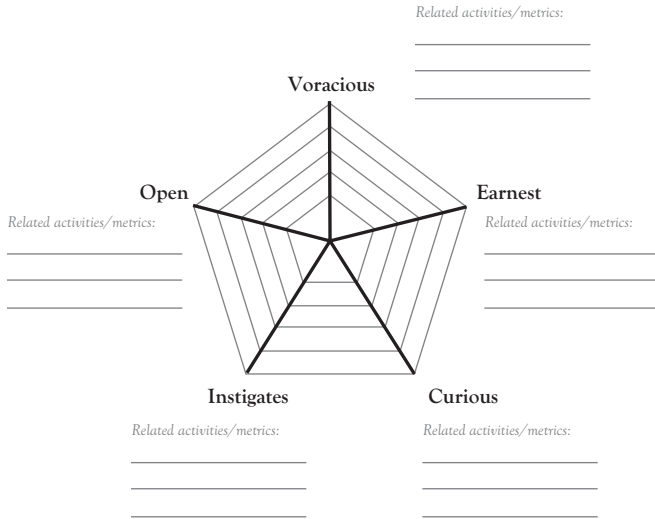 Related activities/metrics:
Voracious
Open
Earnest
Related activities/metrics:
Related activities/metrics:
Instigates
Curious
Related activities/metrics:
Related activities/metrics: